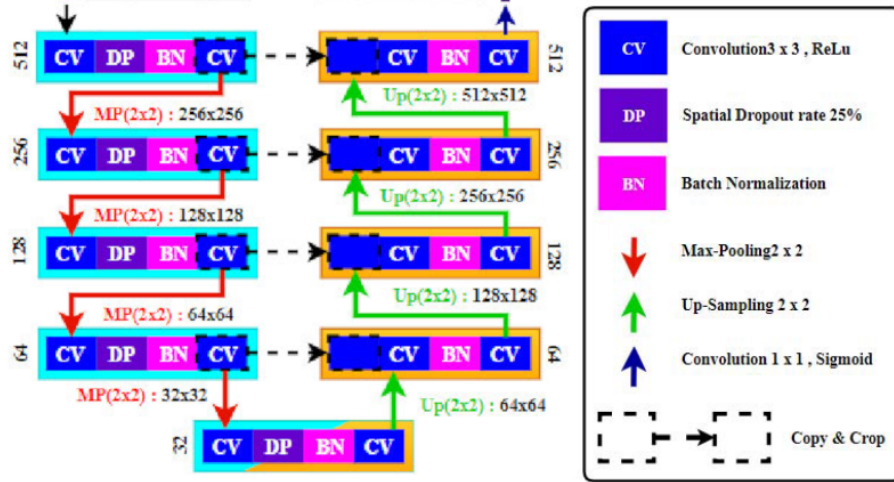 512 CV DP BN CV CV BN CV 512
MP(2x2) : 256x256 Up(2x2) : 512x512
256 CV DP BN CV CV BN CV 256
MP(2x2) : 128x128 Up(2x2) : 256x256
128 CV DP BN CV CV BN CV 128
MP(2x2) : 64x64 Up(2x2) : 128x128
64 CV DP BN CV CV BN CV 64
MP(2x2) : 32x32 Up(2x2) : 64x64
32 CV DP BN CV
CV Convolution3 x 3 , ReLu
DP Spatial Dropout rate 25%
BN Batch Normalization
Max-Pooling2 x 2
Up-Sampling 2 x 2
Convolution 1 x 1 , Sigmoid
Copy & Crop